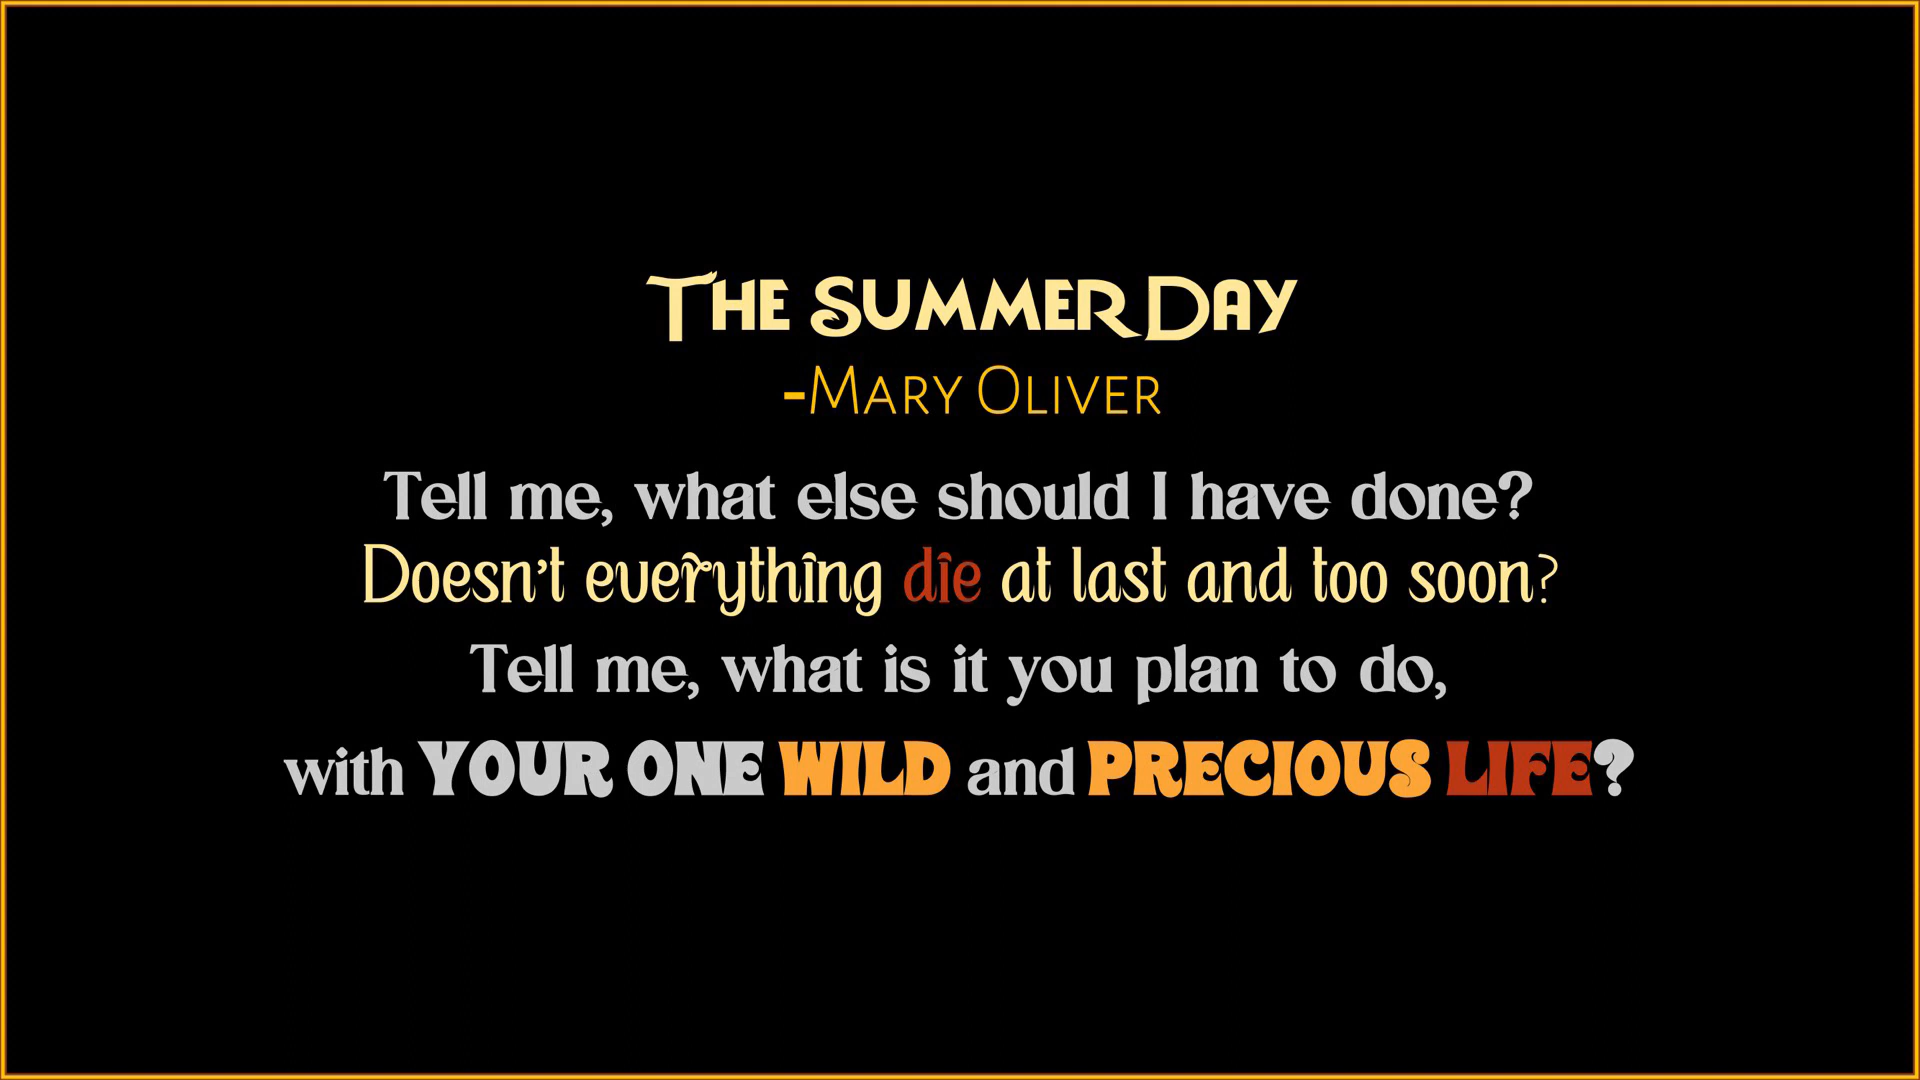 The Summer Day
-Mary Oliver
Tell me, what else should I have done?
Doesn't everything die at last and too soon?
Tell me, what is it you plan to do,
with YOUR ONE WILD and PRECIOUS LIFE?